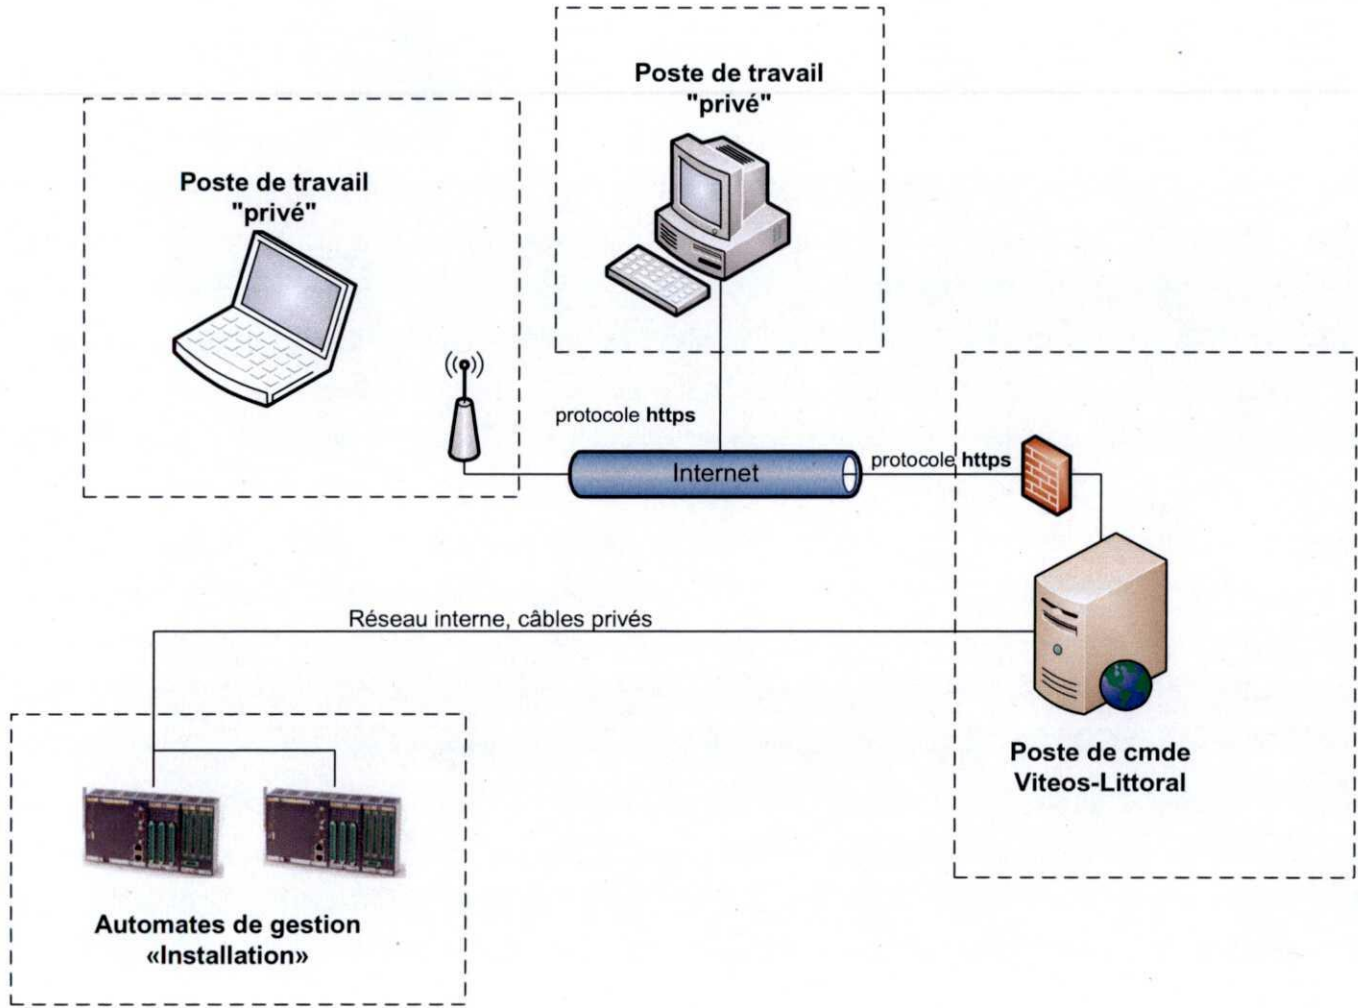 Poste de travail
"privé"
Poste de travail
"privé"
protocole https
Internet
protocole https
Réseau interne, câbles privés
Poste de cmde
Viteos-Littoral
Automates de gestion
«Installation»